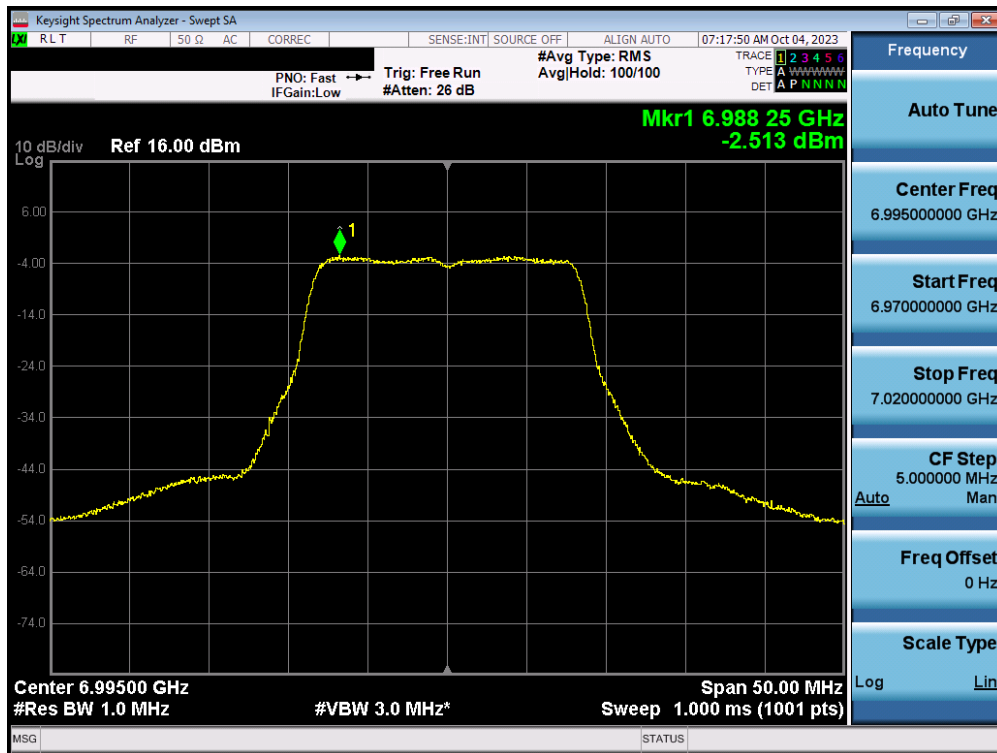 Keysight Spectrum Analyzer - Swept SA
LXI RLT RF 50 Ω AC CORREC SENSE:INT SOURCE OFF ALIGN AUTO 07:17:50 AM Oct 04, 2023
PNO: Fast
IFGain:Low
Trig: Free Run
#Atten: 26 dB
#Avg Type: RMS
Avg|Hold: 100/100
TRACE 1 2 3 4 5 6
TYPE A WWWWW
DET A P N N N N
Mkr1 6.988 25 GHz
-2.513 dBm
10 dB/div Ref 16.00 dBm
Log
1
6.00
-4.00
-14.0
-24.0
-34.0
-44.0
-54.0
-64.0
-74.0
Center 6.99500 GHz Span 50.00 MHz
#Res BW 1.0 MHz #VBW 3.0 MHz* Sweep 1.000 ms (1001 pts)
MSG STATUS
Frequency
Auto Tune
Center Freq
6.995000000 GHz
Start Freq
6.970000000 GHz
Stop Freq
7.020000000 GHz
CF Step
5.000000 MHz
Auto Man
Freq Offset
0 Hz
Scale Type
Log Lin